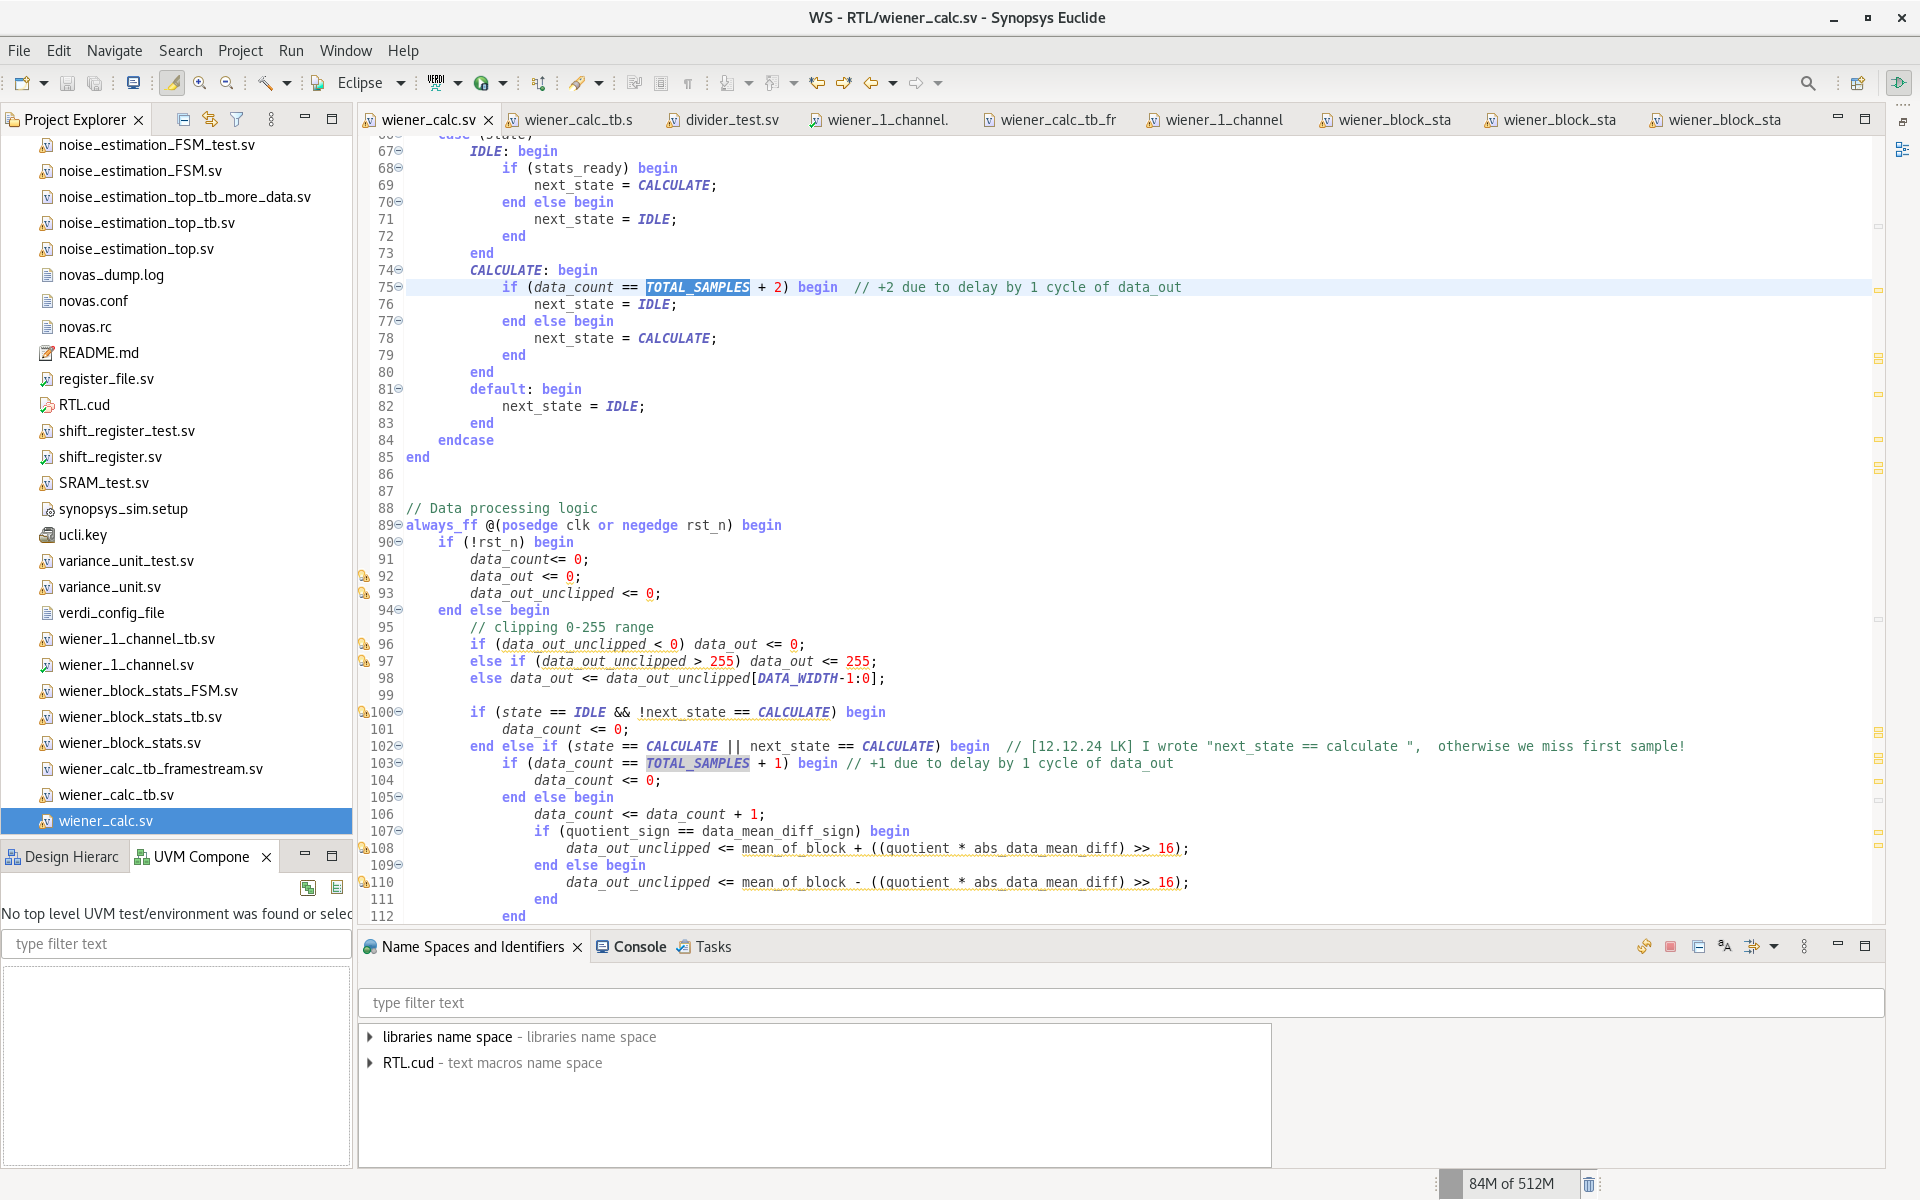 WS - RTL/wiener_calc.sv - Synopsys Euclide
File Edit Navigate Search Project Run Window Help
Eclipse
Project Explorer
wiener_calc.sv
wiener_calc_tb.s
divider_test.sv
wiener_1_channel.
wiener_calc_tb_fr
wiener_1_channel
wiener_block_sta
wiener_block_sta
wiener_block_sta
noise_estimation_FSM_test.sv
noise_estimation_FSM.sv
noise_estimation_top_tb_more_data.sv
noise_estimation_top_tb.sv
noise_estimation_top.sv
novas_dump.log
novas.conf
novas.rc
README.md
register_file.sv
RTL.cud
shift_register_test.sv
shift_register.sv
SRAM_test.sv
synopsys_sim.setup
ucli.key
variance_unit_test.sv
variance_unit.sv
verdi_config_file
wiener_1_channel_tb.sv
wiener_1_channel.sv
wiener_block_stats_FSM.sv
wiener_block_stats_tb.sv
wiener_block_stats.sv
wiener_calc_tb_framestream.sv
wiener_calc_tb.sv
wiener_calc.sv
67 IDLE: begin
68 if (stats_ready) begin
69 next_state = CALCULATE;
70 end else begin
71 next_state = IDLE;
72 end
73 end
74 CALCULATE: begin
75 if (data_count == TOTAL_SAMPLES + 2) begin // +2 due to delay by 1 cycle of data_out
76 next_state = IDLE;
77 end else begin
78 next_state = CALCULATE;
79 end
80 end
81 default: begin
82 next_state = IDLE;
83 end
84 endcase
85 end
86
87
88 // Data processing logic
89 always_ff @(posedge clk or negedge rst_n) begin
90 if (!rst_n) begin
91 data_count<= 0;
92 data_out <= 0;
93 data_out_unclipped <= 0;
94 end else begin
95 // clipping 0-255 range
96 if (data_out_unclipped < 0) data_out <= 0;
97 else if (data_out_unclipped > 255) data_out <= 255;
98 else data_out <= data_out_unclipped[DATA_WIDTH-1:0];
99
100 if (state == IDLE && !next_state == CALCULATE) begin
101 data_count <= 0;
102 end else if (state == CALCULATE || next_state == CALCULATE) begin // [12.12.24 LK] I wrote "next_state == calculate ", otherwise we miss first sample!
103 if (data_count == TOTAL_SAMPLES + 1) begin // +1 due to delay by 1 cycle of data_out
104 data_count <= 0;
105 end else begin
106 data_count <= data_count + 1;
107 if (quotient_sign == data_mean_diff_sign) begin
108 data_out_unclipped <= mean_of_block + ((quotient * abs_data_mean_diff) >> 16);
109 end else begin
110 data_out_unclipped <= mean_of_block - ((quotient * abs_data_mean_diff) >> 16);
111 end
112 end
Design Hierarc
UVM Compone
No top level UVM test/environment was found or selec
type filter text
Name Spaces and Identifiers
Console
Tasks
type filter text
libraries name space - libraries name space
RTL.cud - text macros name space
84M of 512M